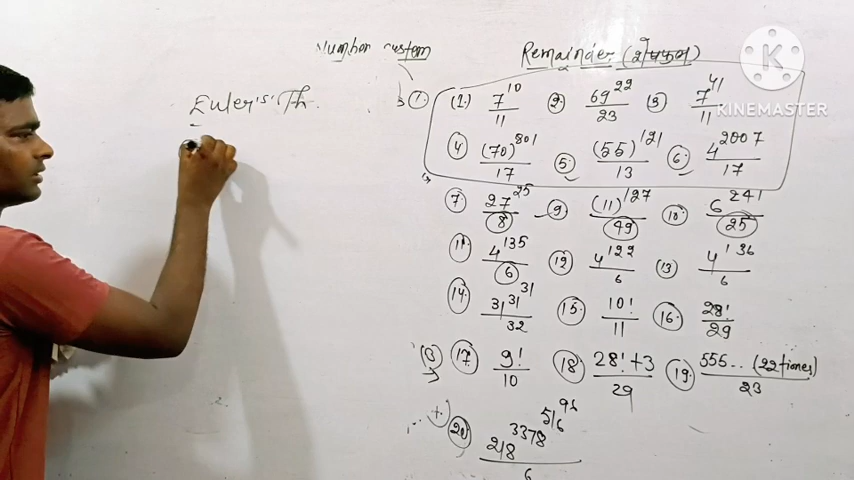 Number system Remainder (शेषफल)
Euler's Th.
① (1.) 7^10/11 ② 69^22/23 ③ 7^41/11
KINEMASTER
④ (70)^801/17 ⑤ (55)^121/13 ⑥ 4^2007/17
⑦ 27^25/8 ⑨ (11)^127/49 ⑩ 6^241/25
⑪ 4^135/6 ⑫ 4^122/6 ⑬ 4^136/6
⑭ 31^31^31/32 ⑮ 10!/11 ⑯ 28!/29
(B) ⑰ 9!/10 ⑱ 28!+3/29 ⑲ 555...(22times)/23
⑳ 218^3378^516^96/6